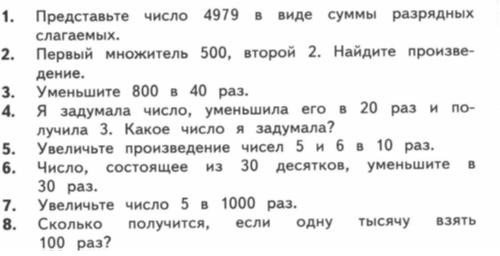 1. Представьте число 4979 в виде суммы разрядных
слагаемых.
2. Первый множитель 500, второй 2. Найдите произве-
дение.
3. Уменьшите 800 в 40 раз.
4. Я задумала число, уменьшила его в 20 раз и по-
лучила 3. Какое число я задумала?
5. Увеличьте произведение чисел 5 и 6 в 10 раз.
6. Число, состоящее из 30 десятков, уменьшите в
30 раз.
7. Увеличьте число 5 в 1000 раз.
8. Сколько получится, если одну тысячу взять
100 раз?